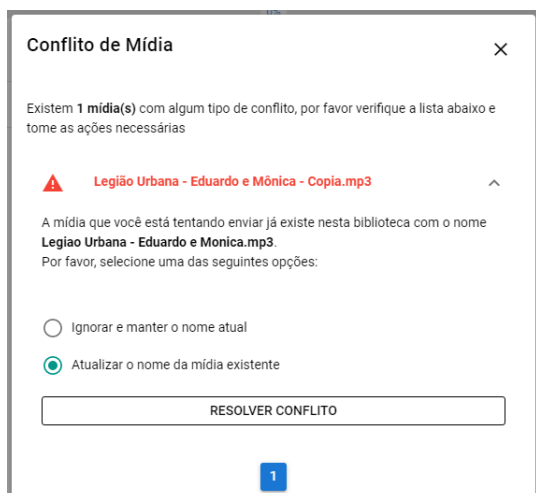 Conflito de Mídia
Existem 1 mídia(s) com algum tipo de conflito, por favor verifique a lista abaixo e
tome as ações necessárias
Legião Urbana - Eduardo e Mônica - Copia.mp3
A mídia que você está tentando enviar já existe nesta biblioteca com o nome
Legiao Urbana - Eduardo e Monica.mp3.
Por favor, selecione uma das seguintes opções:
Ignorar e manter o nome atual
Atualizar o nome da mídia existente
RESOLVER CONFLITO
1